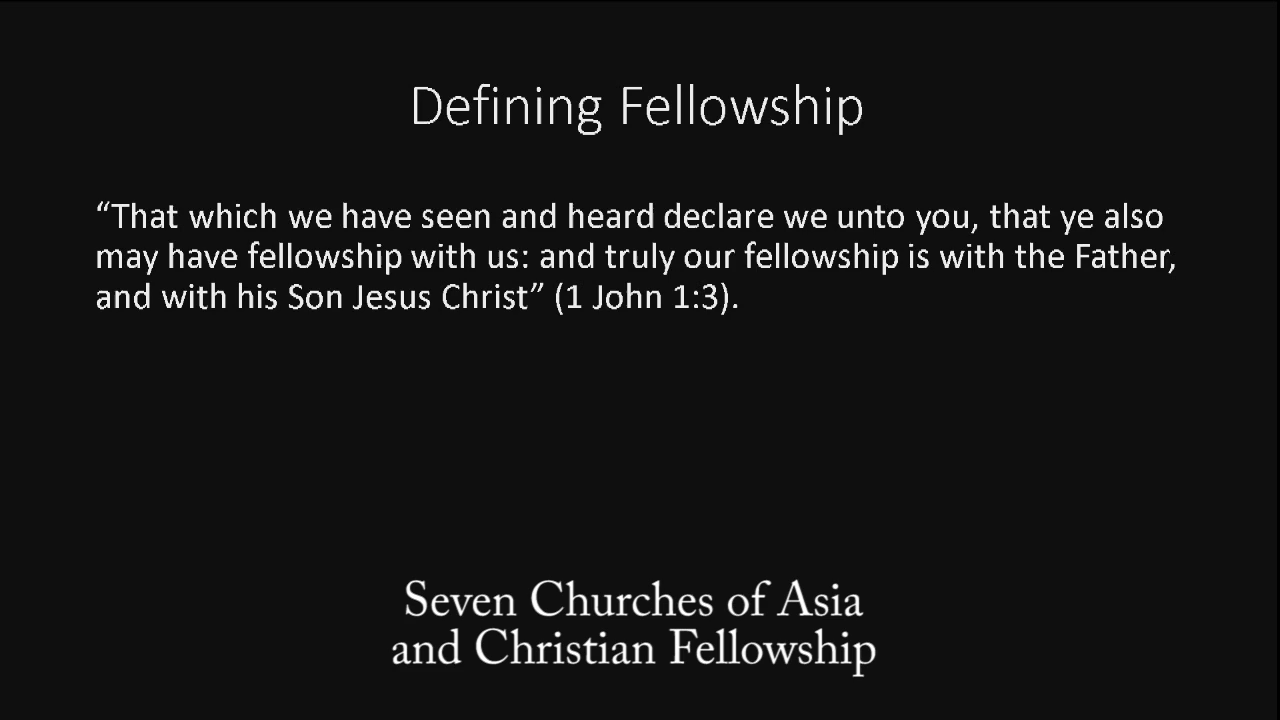 Defining Fellowship
“That which we have seen and heard declare we unto you, that ye also
may have fellowship with us: and truly our fellowship is with the Father,
and with his Son Jesus Christ” (1 John 1:3).
Seven Churches of Asia
and Christian Fellowship